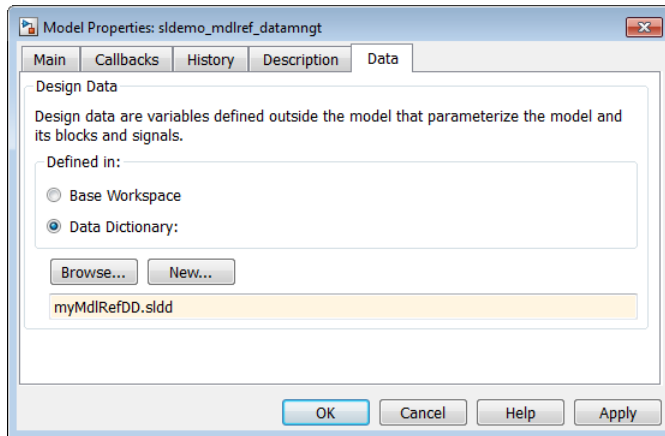 Model Properties: sldemo_mdlref_datamngt
Main Callbacks History Description Data
Design Data
Design data are variables defined outside the model that parameterize the model and
its blocks and signals.
Defined in:
Base Workspace
Data Dictionary:
Browse... New...
myMdlRefDD.sldd
OK Cancel Help Apply